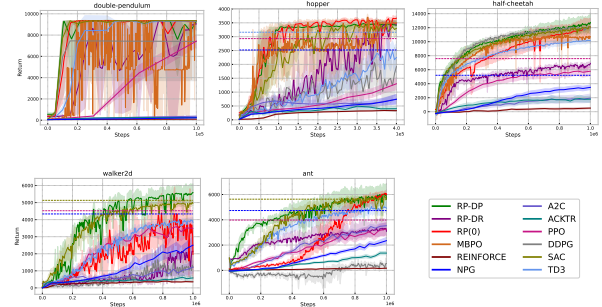 double-pendulum
hopper
half-cheetah
Return
10000
8000
6000
4000
2000
0
4000
3500
3000
2500
2000
1500
1000
500
0
14000
12000
10000
8000
6000
4000
2000
0
0.0 0.2 0.4 0.6 0.8 1.0
1e5
0.0 0.5 1.0 1.5 2.0 2.5 3.0 3.5 4.0
1e5
0.0 0.2 0.4 0.6 0.8 1.0
1e6
Steps
Steps
Steps
walker2d
ant
Return
6000
5000
4000
3000
2000
1000
0
6000
4000
2000
0
0.0 0.2 0.4 0.6 0.8 1.0
1e6
0.0 0.2 0.4 0.6 0.8 1.0
1e6
Steps
Steps
RP-DP
RP-DR
RP(0)
MBPO
REINFORCE
NPG
A2C
ACKTR
PPO
DDPG
SAC
TD3